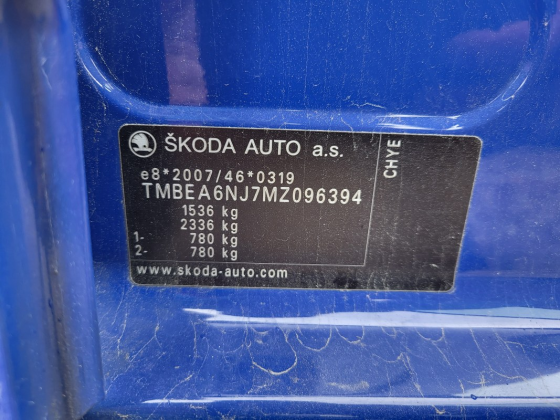 ŠKODA AUTO a.s.
e8*2007/46*0319
TMBEA6NJ7MZ096394
1536 kg
2336 kg
1- 780 kg
2- 780 kg
www.skoda-auto.com
CHYE